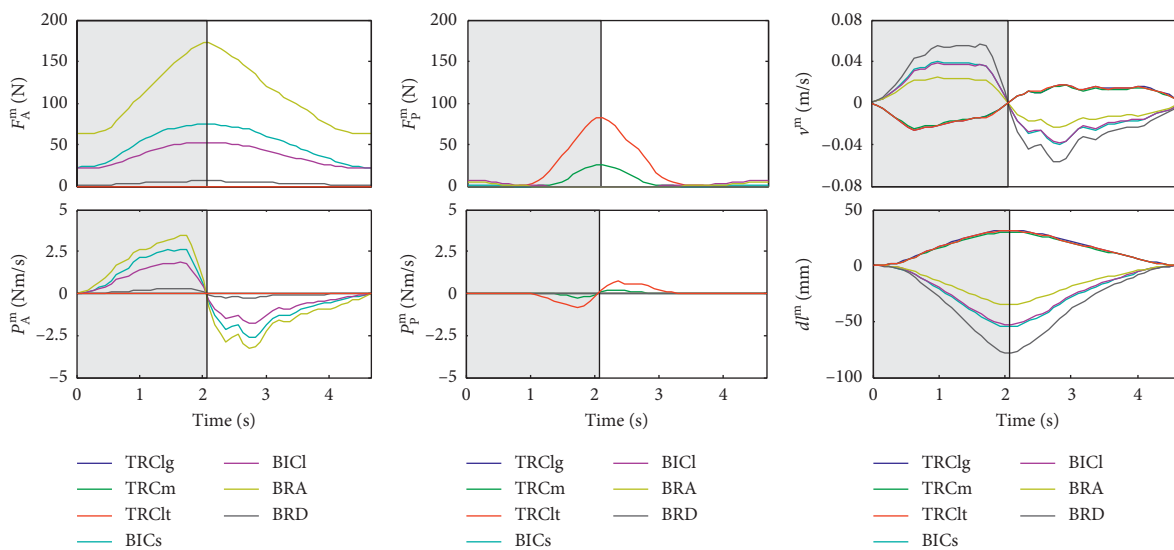 200
150
100
50
0
F_A^m (N)
200
150
100
50
0
F_P^m (N)
0.08
0.04
0
−0.04
−0.08
v^m (m/s)
5
2.5
0
−2.5
−5
P_A^m (Nm/s)
0 1 2 3 4
Time (s)
5
2.5
0
−2.5
−5
P_P^m (Nm/s)
0 1 2 3 4
Time (s)
50
0
−50
−100
dl^m (mm)
0 1 2 3 4
Time (s)
TRClg BICl
TRCm BRA
TRClt BRD
BICs
TRClg BICl
TRCm BRA
TRClt BRD
BICs
TRClg BICl
TRCm BRA
TRClt BRD
BICs